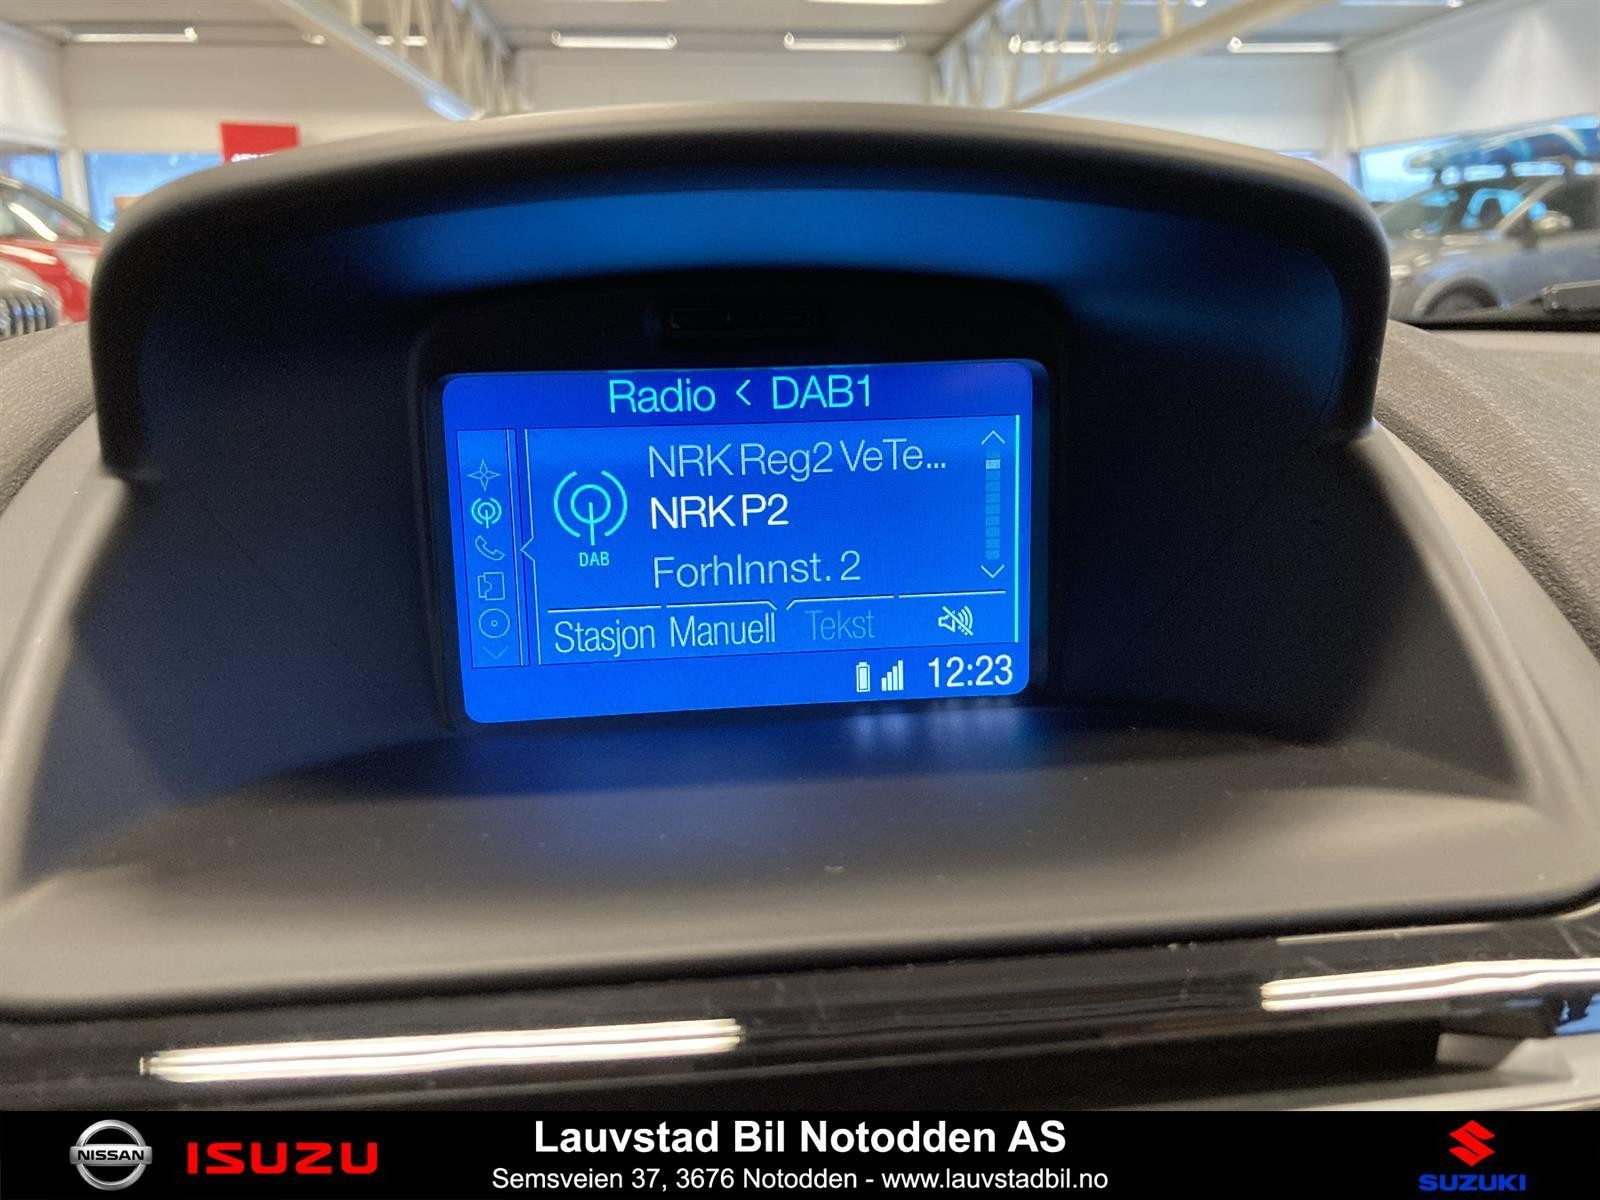 Radio < DAB1
NRK Reg2 VeTe...
NRK P2
DAB
ForhInnst. 2
Stasjon Manuell Tekst
12:23
Lauvstad Bil Notodden AS
NISSAN
ISUZU
Semsveien 37, 3676 Notodden - www.lauvstadbil.no
SUZUKI